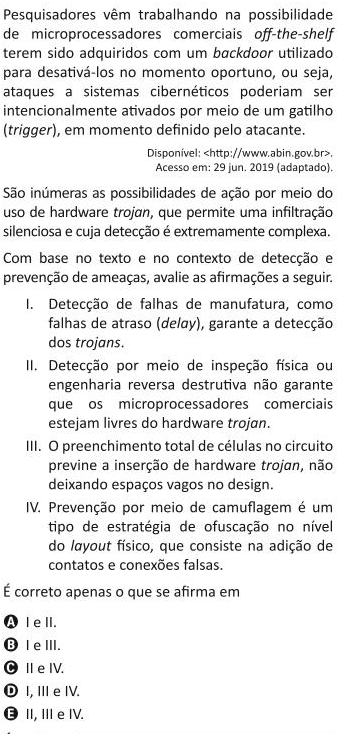 Pesquisadores vêm trabalhando na possibilidade
de microprocessadores comerciais off-the-shelf
terem sido adquiridos com um backdoor utilizado
para desativá-los no momento oportuno, ou seja,
ataques a sistemas cibernéticos poderiam ser
intencionalmente ativados por meio de um gatilho
(trigger), em momento definido pelo atacante.
Disponível: <http://www.abin.gov.br>.
Acesso em: 29 jun. 2019 (adaptado).
São inúmeras as possibilidades de ação por meio do
uso de hardware trojan, que permite uma infiltração
silenciosa e cuja detecção é extremamente complexa.
Com base no texto e no contexto de detecção e
prevenção de ameaças, avalie as afirmações a seguir.
I. Detecção de falhas de manufatura, como
falhas de atraso (delay), garante a detecção
dos trojans.
II. Detecção por meio de inspeção física ou
engenharia reversa destrutiva não garante
que os microprocessadores comerciais
estejam livres do hardware trojan.
III. O preenchimento total de células no circuito
previne a inserção de hardware trojan, não
deixando espaços vagos no design.
IV. Prevenção por meio de camuflagem é um
tipo de estratégia de ofuscação no nível
do layout físico, que consiste na adição de
contatos e conexões falsas.
É correto apenas o que se afirma em
A I e II.
B I e III.
C II e IV.
D I, III e IV.
E II, III e IV.